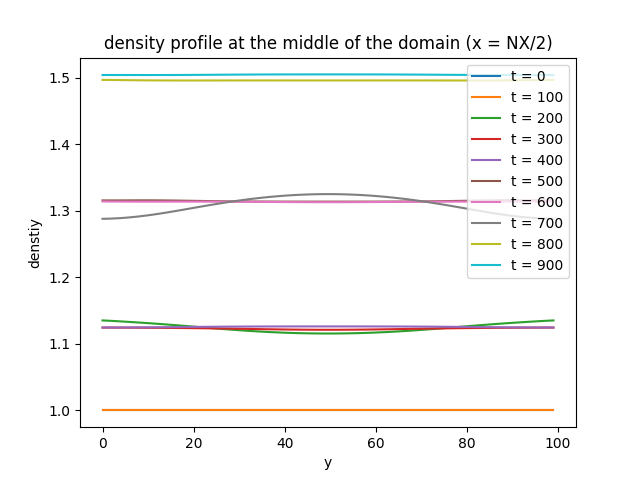 density profile at the middle of the domain (x = NX/2)
1.5
1.4
1.3
1.2
1.1
1.0
denstiy
t = 0
t = 100
t = 200
t = 300
t = 400
t = 500
t = 600
t = 700
t = 800
t = 900
0
20
40
60
80
100
y